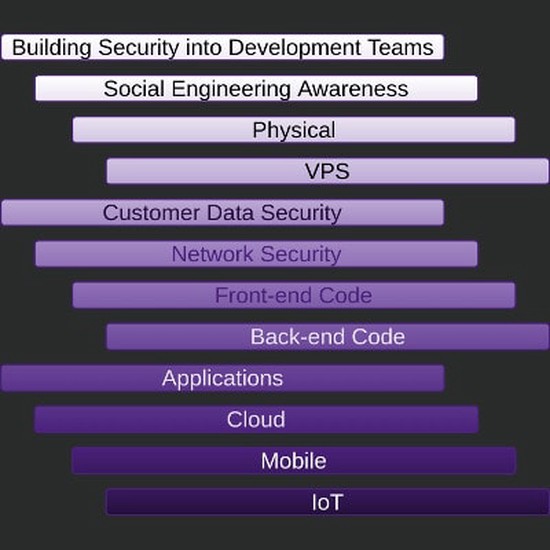 Building Security into Development Teams
Social Engineering Awareness
Physical
VPS
Customer Data Security
Network Security
Front-end Code
Back-end Code
Applications
Cloud
Mobile
IoT